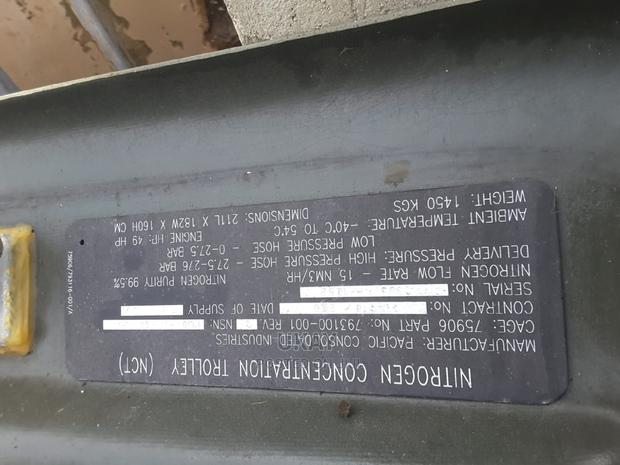 NITROGEN CONCENTRATION TROLLEY (NCT)
MANUFACTURER: PACIFIC CONSOLIDATED INDUSTRIES.
CAGE: 75906 PART No: 793100-001 REV. NSN:
CONTRACT No: DATE OF SUPPLY
SERIAL No:
NITROGEN FLOW RATE - 15 NM3/HR NITROGEN PURITY 99.5%
DELIVERY PRESSURE: HIGH PRESSURE HOSE - 27.5-276 BAR
LOW PRESSURE HOSE - 0-27.5 BAR
AMBIENT TEMPERATURE: -40°C TO 54°C ENGINE HP: 49 HP
WEIGHT: 1450 KGS DIMENSIONS: 211L X 182W X 160H CM